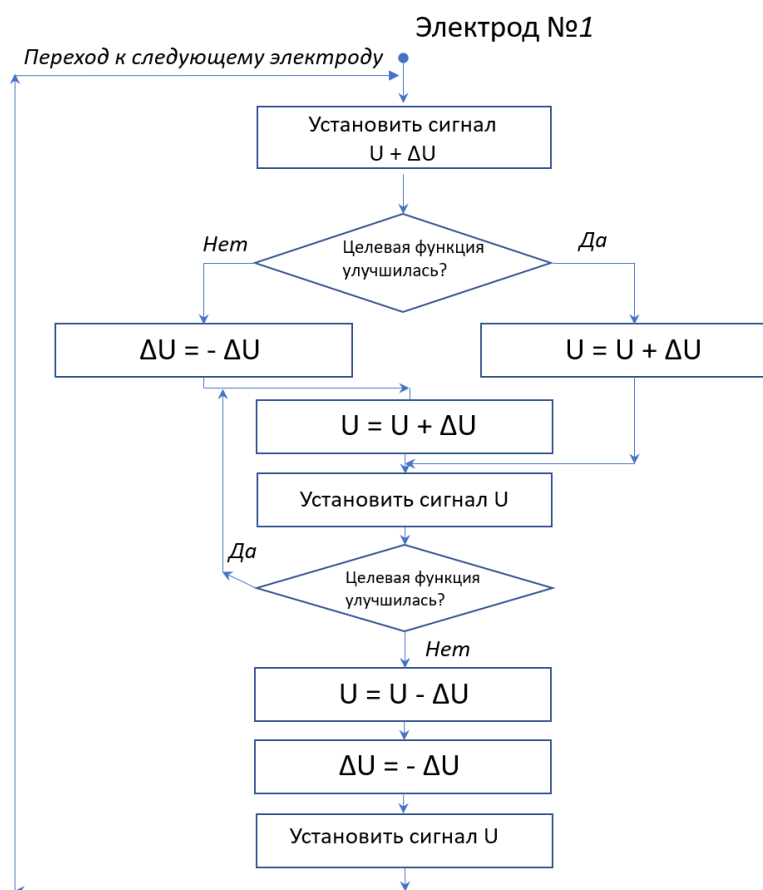 Электрод №1
Переход к следующему электроду
Установить сигнал
U + ΔU
Нет
Целевая функция
улучшилась?
Да
ΔU = - ΔU
U = U + ΔU
U = U + ΔU
Установить сигнал U
Да
Целевая функция
улучшилась?
Нет
U = U - ΔU
ΔU = - ΔU
Установить сигнал U